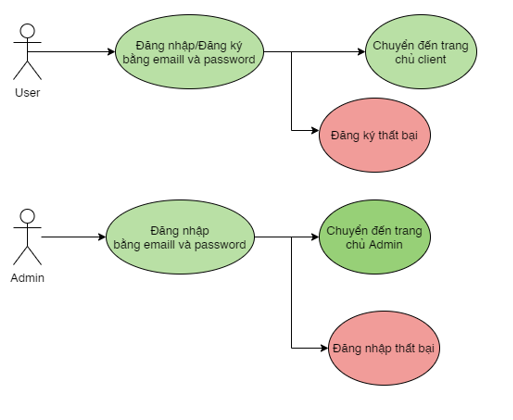 Đăng nhập/Đăng ký
bằng emaill và password
Chuyển đến trang
chủ client
User
Đăng ký thất bại
Đăng nhập
bằng emaill và password
Chuyển đến trang
chủ Admin
Admin
Đăng nhập thất bại